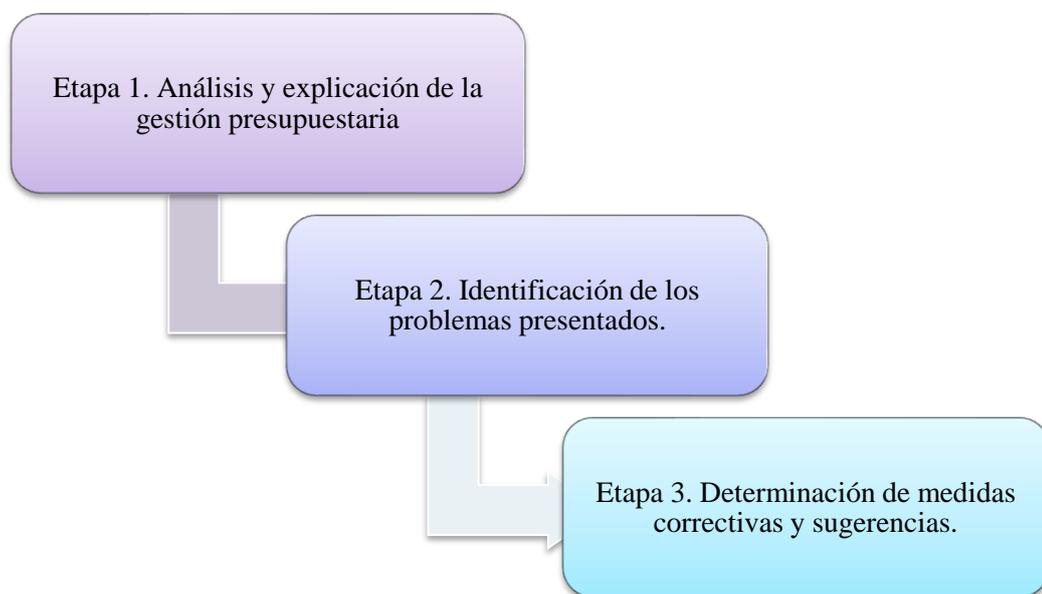 Etapa 1. Análisis y explicación de la
gestión presupuestaria
Etapa 2. Identificación de los
problemas presentados.
Etapa 3. Determinación de medidas
correctivas y sugerencias.